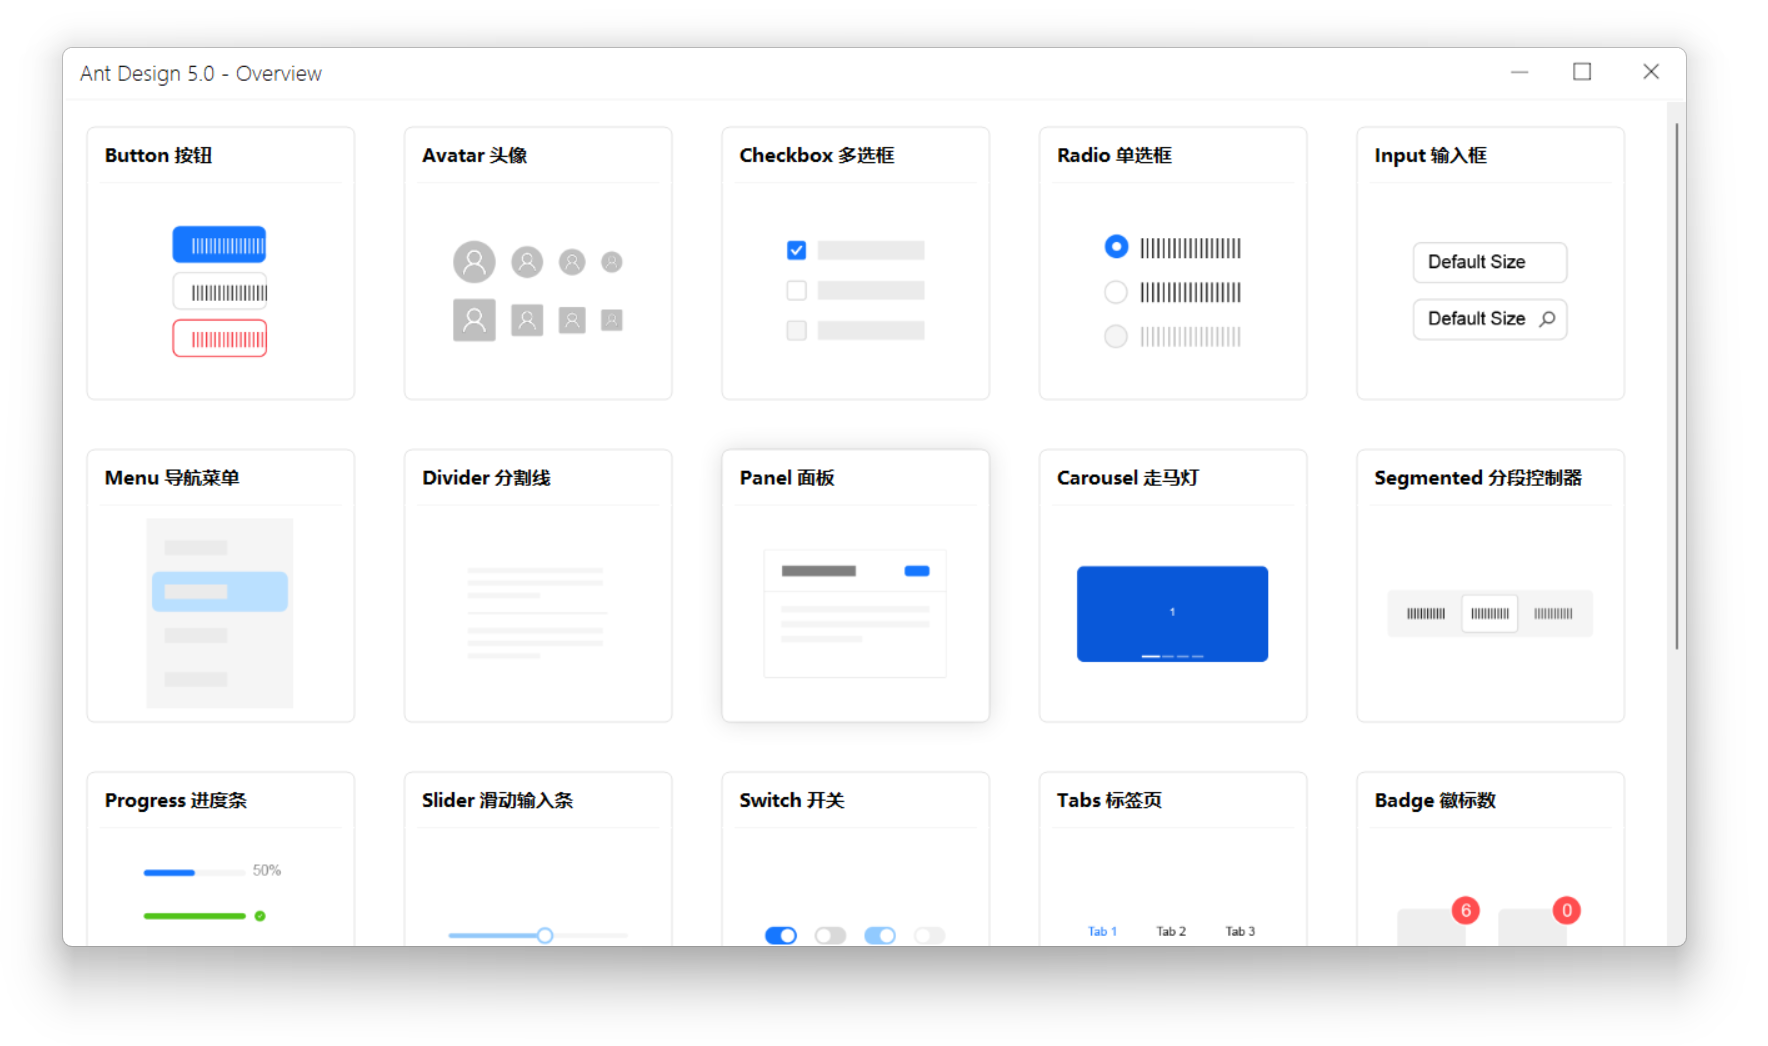 Ant Design 5.0 - Overview
Button 按钮
Avatar 头像
Checkbox 多选框
Radio 单选框
Input 输入框
Default Size
Default Size
Menu 导航菜单
Divider 分割线
Panel 面板
Carousel 走马灯
Segmented 分段控制器
1
Progress 进度条
Slider 滑动输入条
Switch 开关
Tabs 标签页
Badge 徽标数
50%
Tab 1
Tab 2
Tab 3
6
0